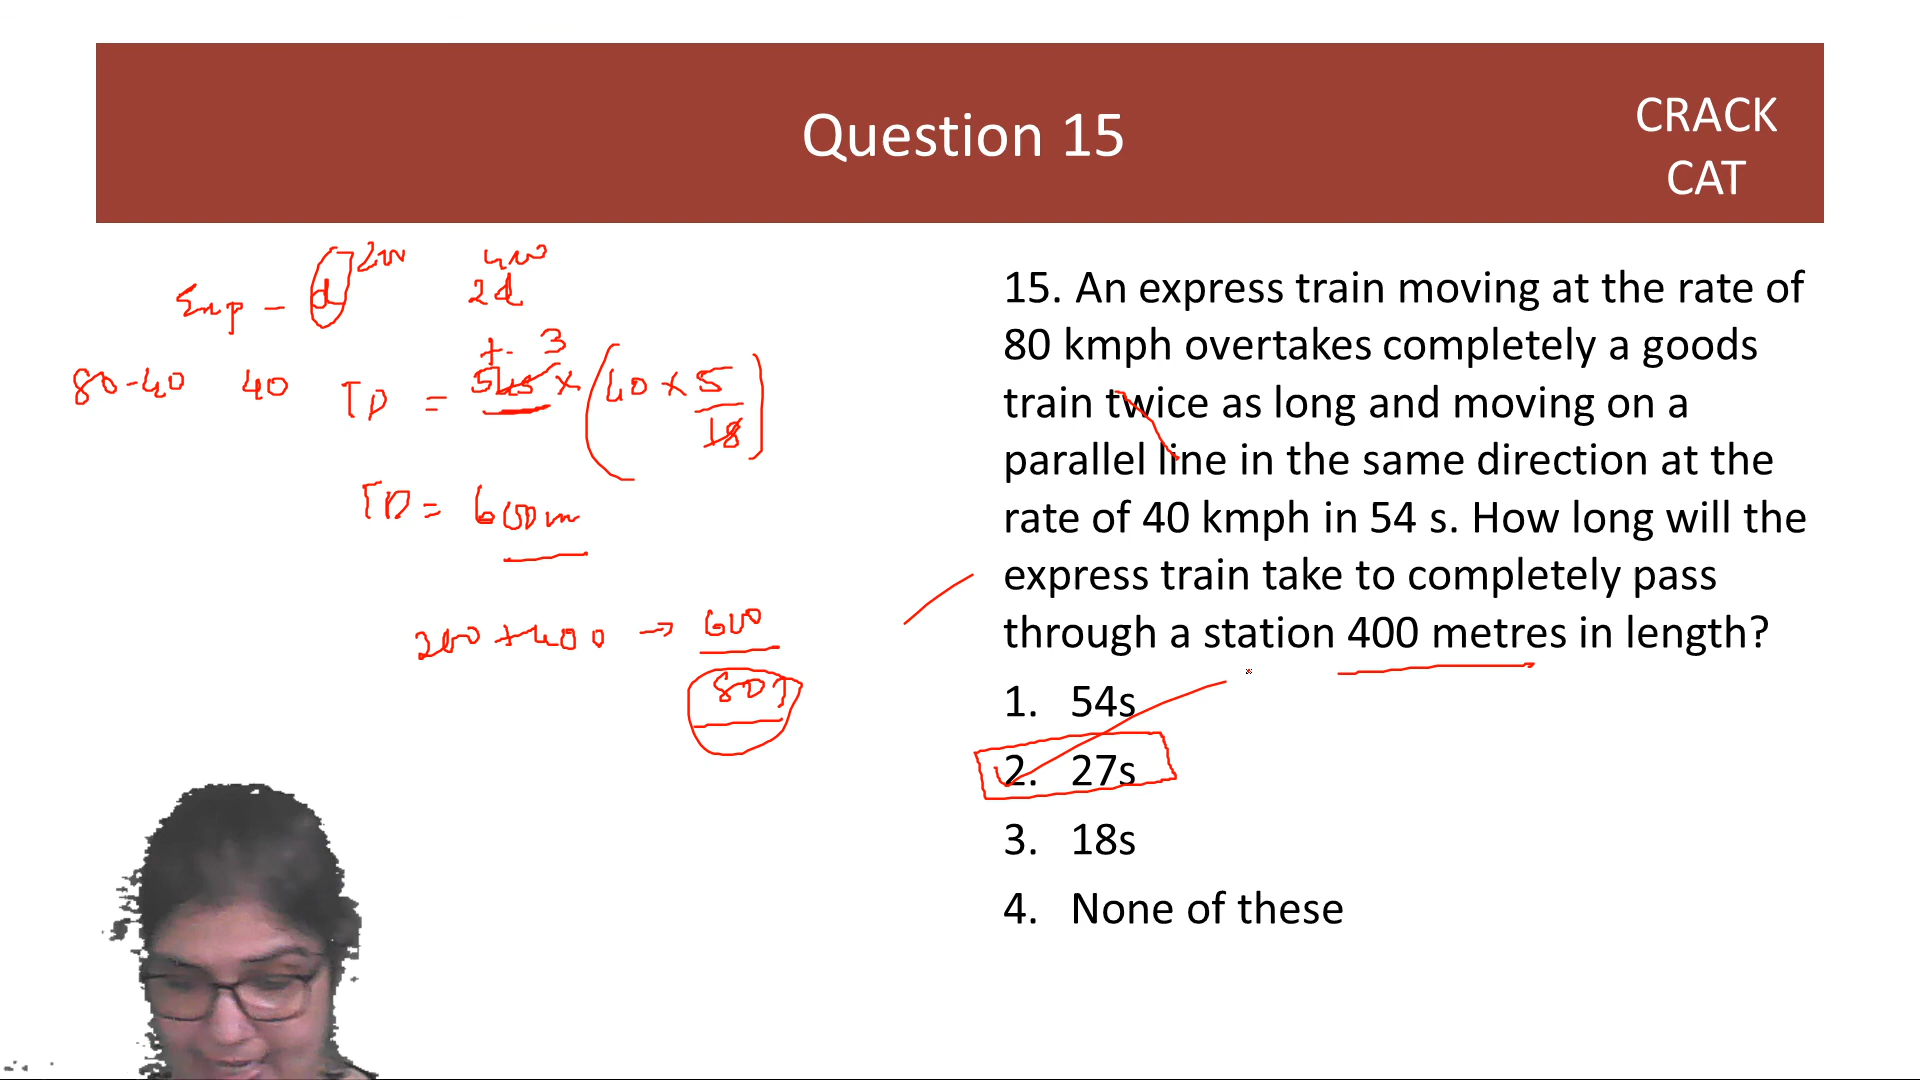 Question 15
CRACK
CAT
Exp - d 200
400
2d
80-40 40
TD = 54s x (40 x 5/18)
3
TD = 600m
200 + 400 → 600
80
15. An express train moving at the rate of
80 kmph overtakes completely a goods
train twice as long and moving on a
parallel line in the same direction at the
rate of 40 kmph in 54 s. How long will the
express train take to completely pass
through a station 400 metres in length?
1. 54s
2. 27s
3. 18s
4. None of these